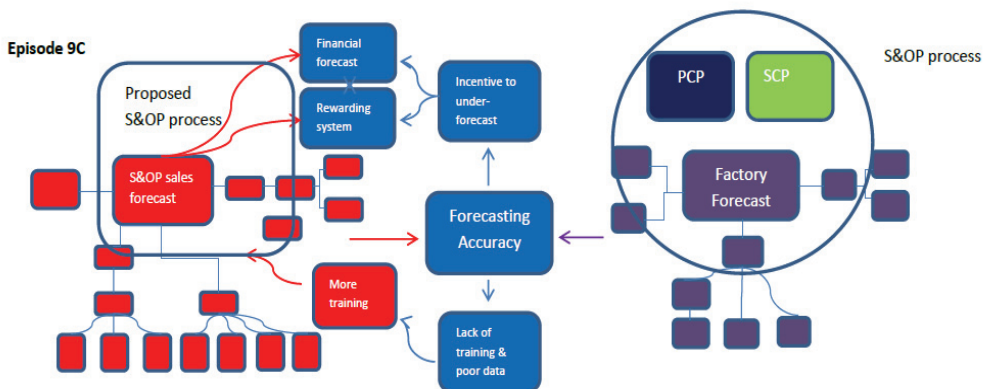 Episode 9C
Proposed
S&OP process
S&OP sales
forecast
Financial
forecast
Rewarding
system
Incentive to
under-
forecast
Forecasting
Accuracy
More
training
Lack of
training &
poor data
PCP
SCP
Factory
Forecast
S&OP process